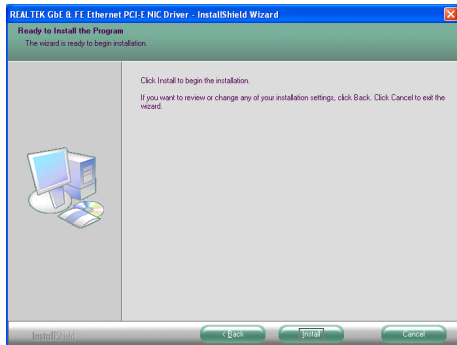 REALTEK GbE & FE Ethernet PCI-E NIC Driver - InstallShield Wizard
Ready to Install the Program
The wizard is ready to begin installation.
Click Install to begin the installation.
If you want to review or change any of your installation settings, click Back. Click Cancel to exit the
wizard.
InstallShield
< Back
Install
Cancel